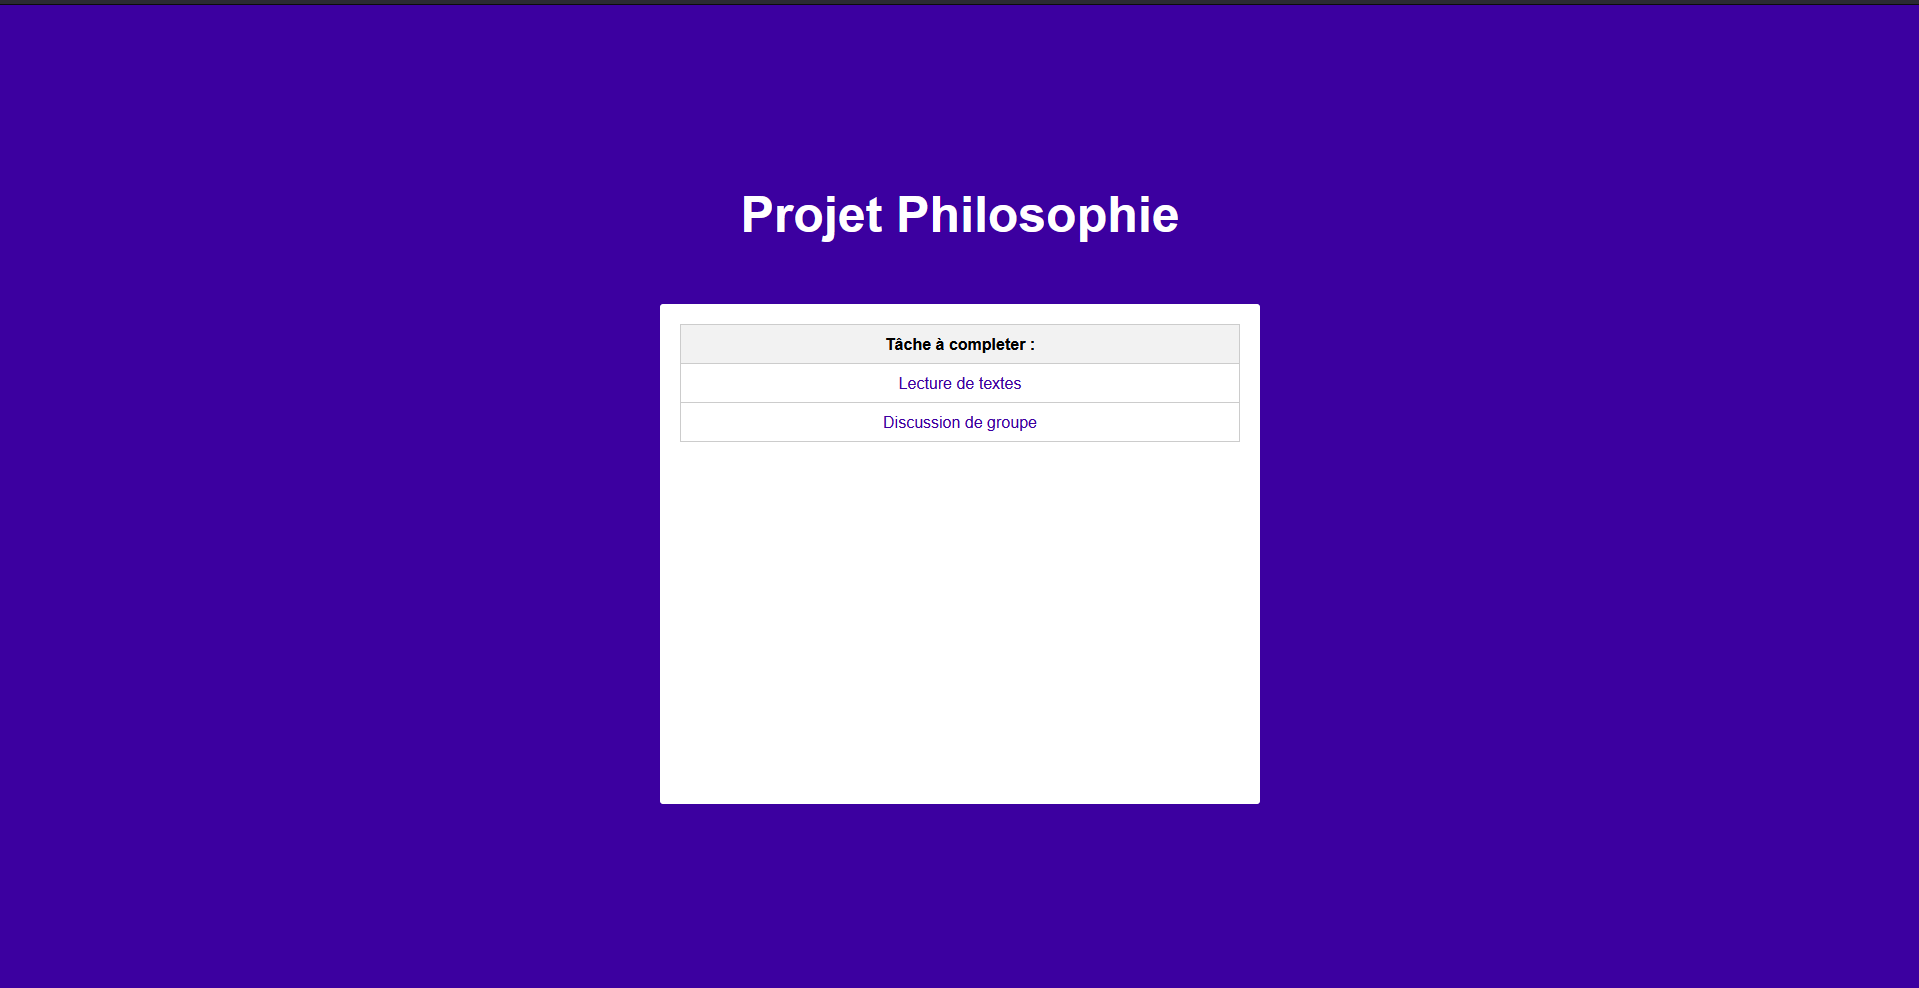 Projet Philosophie
Tâche à completer :
Lecture de textes
Discussion de groupe